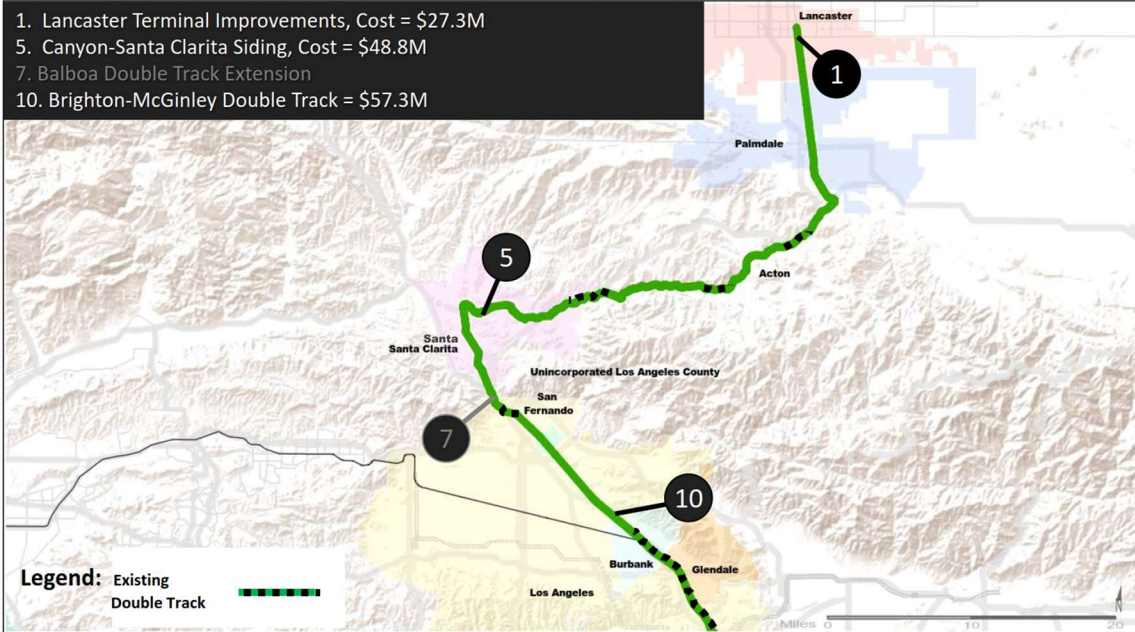 1.  Lancaster Terminal Improvements, Cost = $27.3M
5.  Canyon-Santa Clarita Siding, Cost = $48.8M
7. Balboa Double Track Extension
10. Brighton-McGinley Double Track = $57.3M
Lancaster
1
Palmdale
5
Acton
Santa
Santa Clarita
Unincorporated Los Angeles County
San
Fernando
7
10
Burbank
Glendale
Los Angeles
Legend: Existing
Double Track
N
Miles 0 10 20